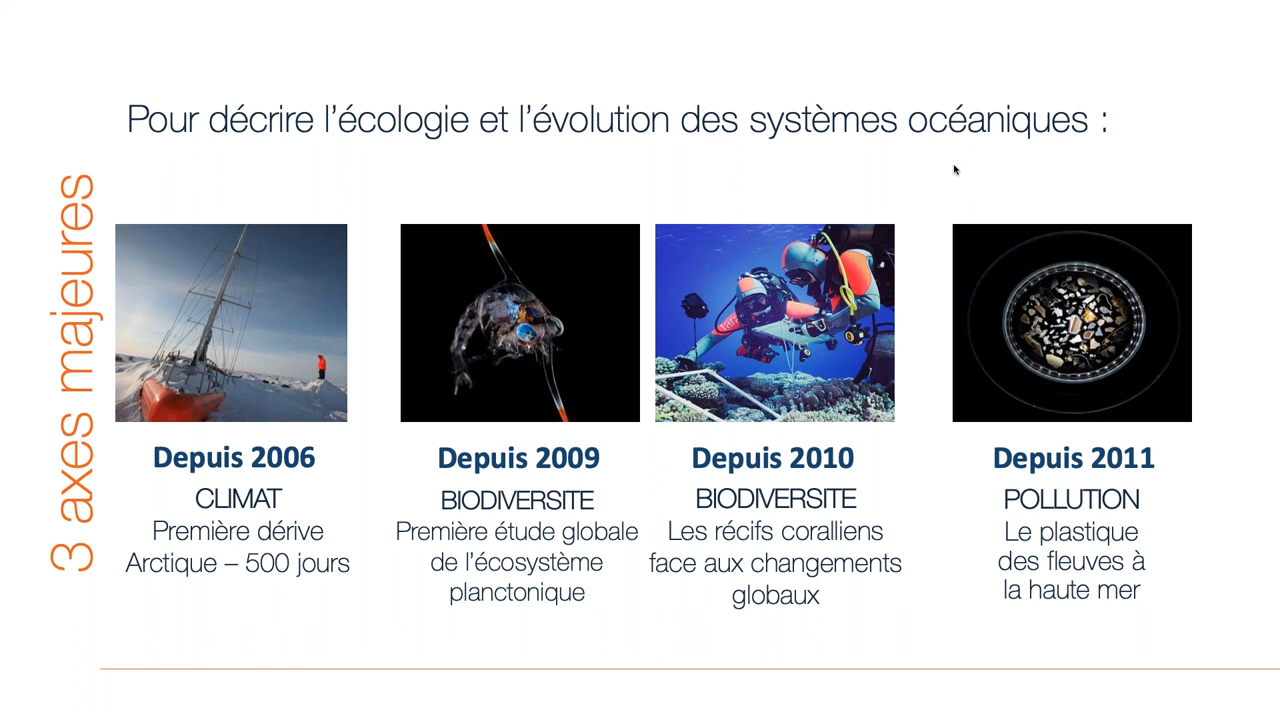 Pour décrire l'écologie et l'évolution des systèmes océaniques :
3 axes majeures
Depuis 2006
CLIMAT
Première dérive
Arctique – 500 jours
Depuis 2009
BIODIVERSITE
Première étude globale
de l'écosystème
planctonique
Depuis 2010
BIODIVERSITE
Les récifs coralliens
face aux changements
globaux
Depuis 2011
POLLUTION
Le plastique
des fleuves à
la haute mer